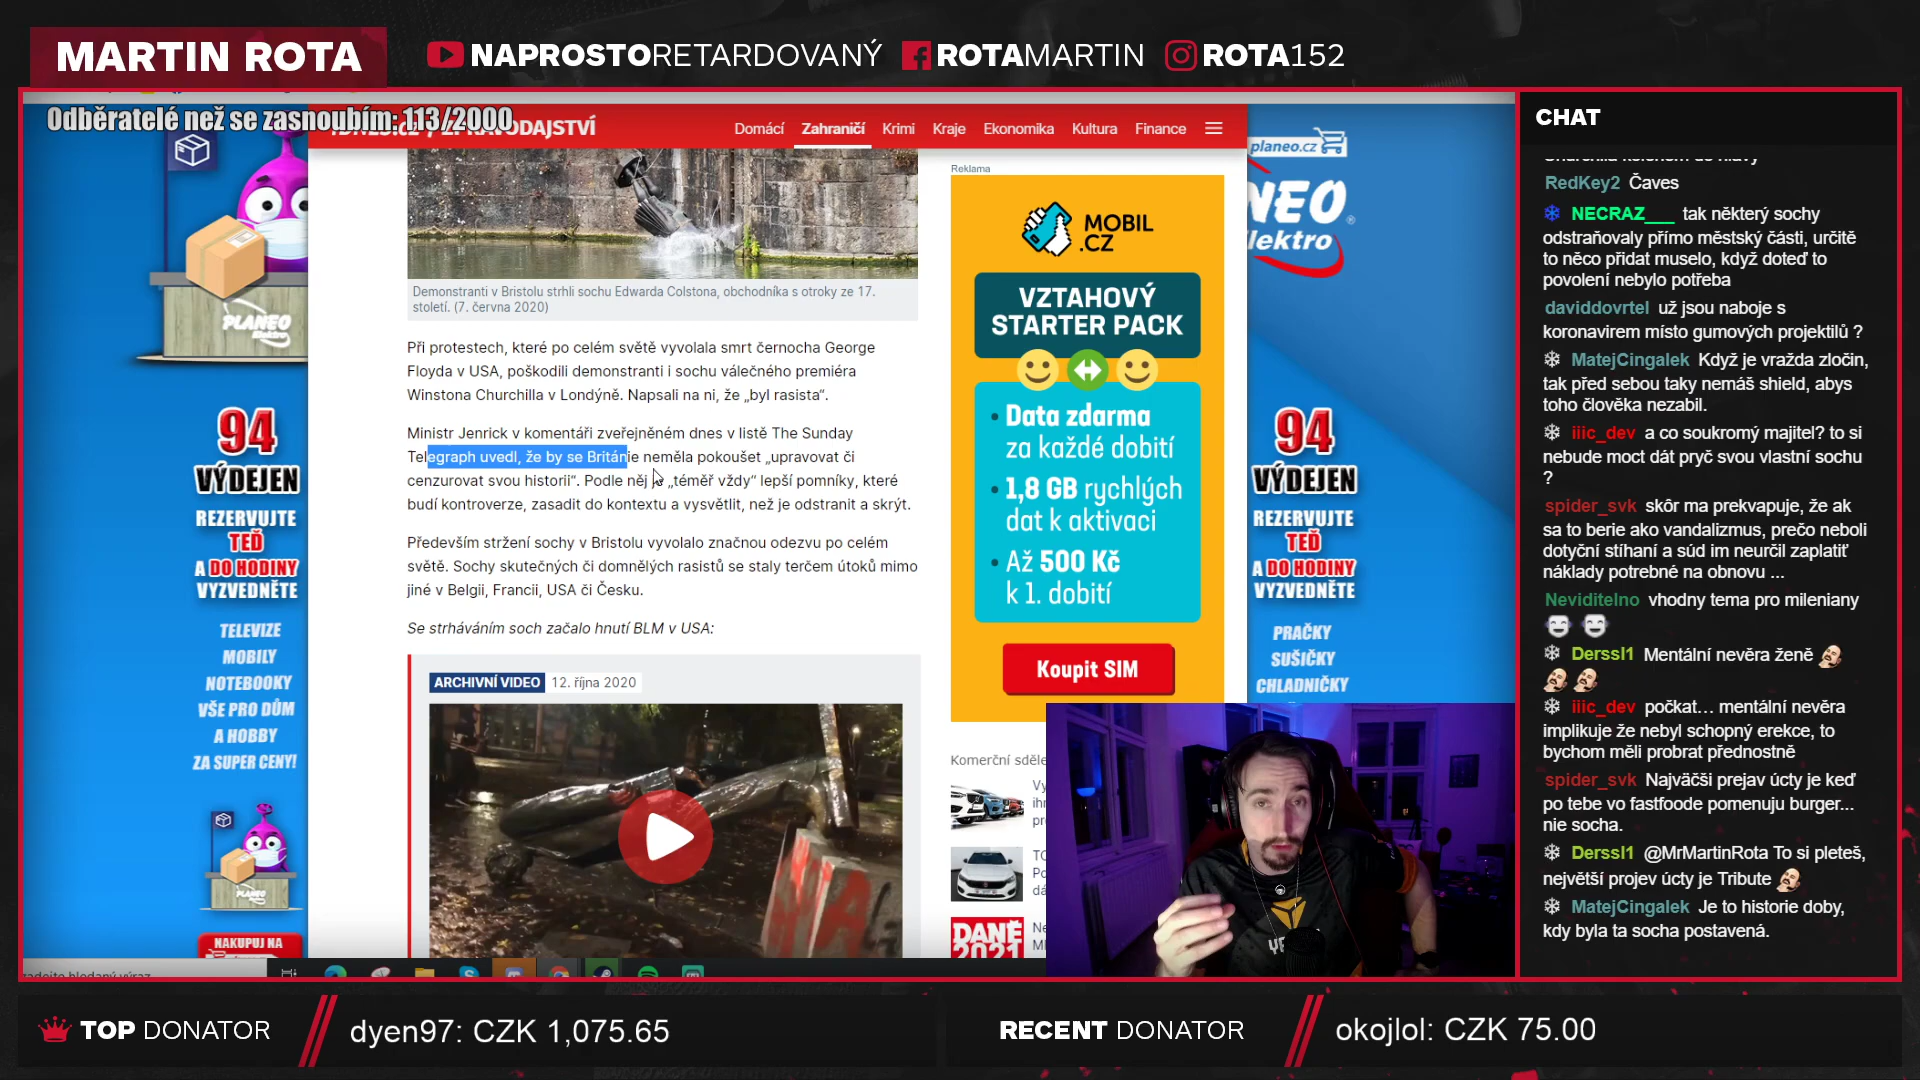 MARTIN ROTA
NAPROSTORETARDOVANÝ
ROTAMARTIN
ROTA152
Odběratelé než se zasnoubím: 113/2000
Domácí Zahraničí Krimi Kraje Ekonomika Kultura Finance
Demonstranti v Bristolu strhli sochu Edwarda Colstona, obchodníka s otroky ze 17.
století. (7. června 2020)
Při protestech, které po celém světě vyvolala smrt černocha George
Floyda v USA, poškodili demonstranti i sochu válečného premiéra
Winstona Churchilla v Londýně. Napsali na ni, že „byl rasista“.
Ministr Jenrick v komentáři zveřejněném dnes v listě The Sunday
Telegraph uvedl, že by se Británie neměla pokoušet „upravovat či
cenzurovat svou historii“. Podle něj je „téměř vždy“ lepší pomníky, které
budí kontroverze, zasadit do kontextu a vysvětlit, než je odstranit a skrýt.
Především stržení sochy v Bristolu vyvolalo značnou odezvu po celém
světě. Sochy skutečných či domnělých rasistů se staly terčem útoků mimo
jiné v Belgii, Francii, USA či Česku.
Se strháváním soch začalo hnutí BLM v USA:
ARCHIVNÍ VIDEO 12. října 2020
PLANEO
Elektro
94
VÝDEJEN
REZERVUJTE
TEĎ
A DO HODINY
VYZVEDNĚTE
TELEVIZE
MOBILY
NOTEBOOKY
VŠE PRO DŮM
A HOBBY
ZA SUPER CENY!
PLANEO
NAKUPUJ NA
Reklama
MOBIL
.CZ
VZTAHOVÝ
STARTER PACK
• Data zdarma
za každé dobití
• 1,8 GB rychlých
dat k aktivaci
• Až 500 Kč
k 1. dobití
Koupit SIM
Komerční sděle
DANĚ
2021
planeo.cz
94
VÝDEJEN
REZERVUJTE
TEĎ
A DO HODINY
VYZVEDNĚTE
PRAČKY
SUŠIČKY
CHLADNIČKY
CHAT
RedKey2 Čaves
NECRAZ___ tak některý sochy
odstraňovaly přímo městský části, určitě
to něco přidat muselo, když doteď to
povolení nebylo potřeba
daviddovrtel už jsou naboje s
koronavirem místo gumových projektilů ?
MatejCingalek Když je vražda zločin,
tak před sebou taky nemáš shield, abys
toho člověka nezabil.
iiic_dev a co soukromý majitel? to si
nebude moct dát pryč svou vlastní sochu
?
spider_svk skôr ma prekvapuje, že ak
sa to berie ako vandalizmus, prečo neboli
dotyční stíhaní a súd im neurčil zaplatiť
náklady potrebné na obnovu ...
Neviditelno vhodny tema pro mileniany
Derssl1 Mentální nevěra ženě
iiic_dev počkat… mentální nevěra
implikuje že nebyl schopný erekce, to
bychom měli probrat přednostně
spider_svk Najväčši prejav úcty je keď
po tebe vo fastfoode pomenuju burger...
nie socha.
Derssl1 @MrMartinRota To si pleteš,
největší projev úcty je Tribute
MatejCingalek Je to historie doby,
kdy byla ta socha postavená.
TOP DONATOR
dyen97: CZK 1,075.65
RECENT DONATOR
okojlol: CZK 75.00